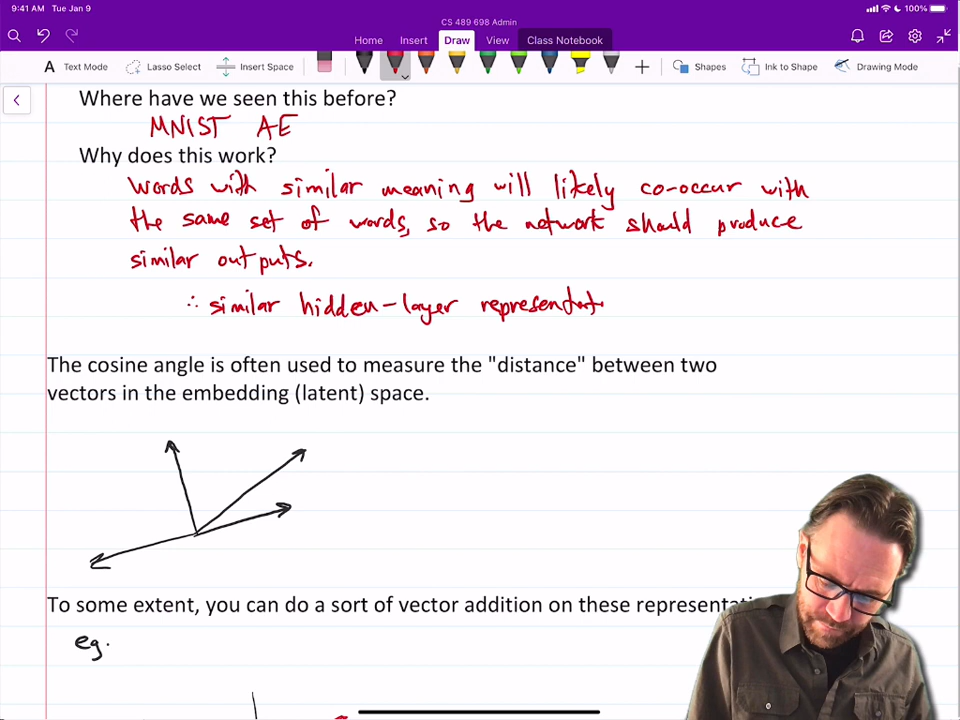 9:41 AM Tue Jan 9
100%
CS 489 698 Admin
Home Insert Draw View Class Notebook
A Text Mode Lasso Select Insert Space Shapes Ink to Shape Drawing Mode
Where have we seen this before?
MNIST AE
Why does this work?
Words with similar meaning will likely co-occur with
the same set of words, so the network should produce
similar outputs.
∴ similar hidden-layer representat
The cosine angle is often used to measure the "distance" between two
vectors in the embedding (latent) space.
To some extent, you can do a sort of vector addition on these
eg.